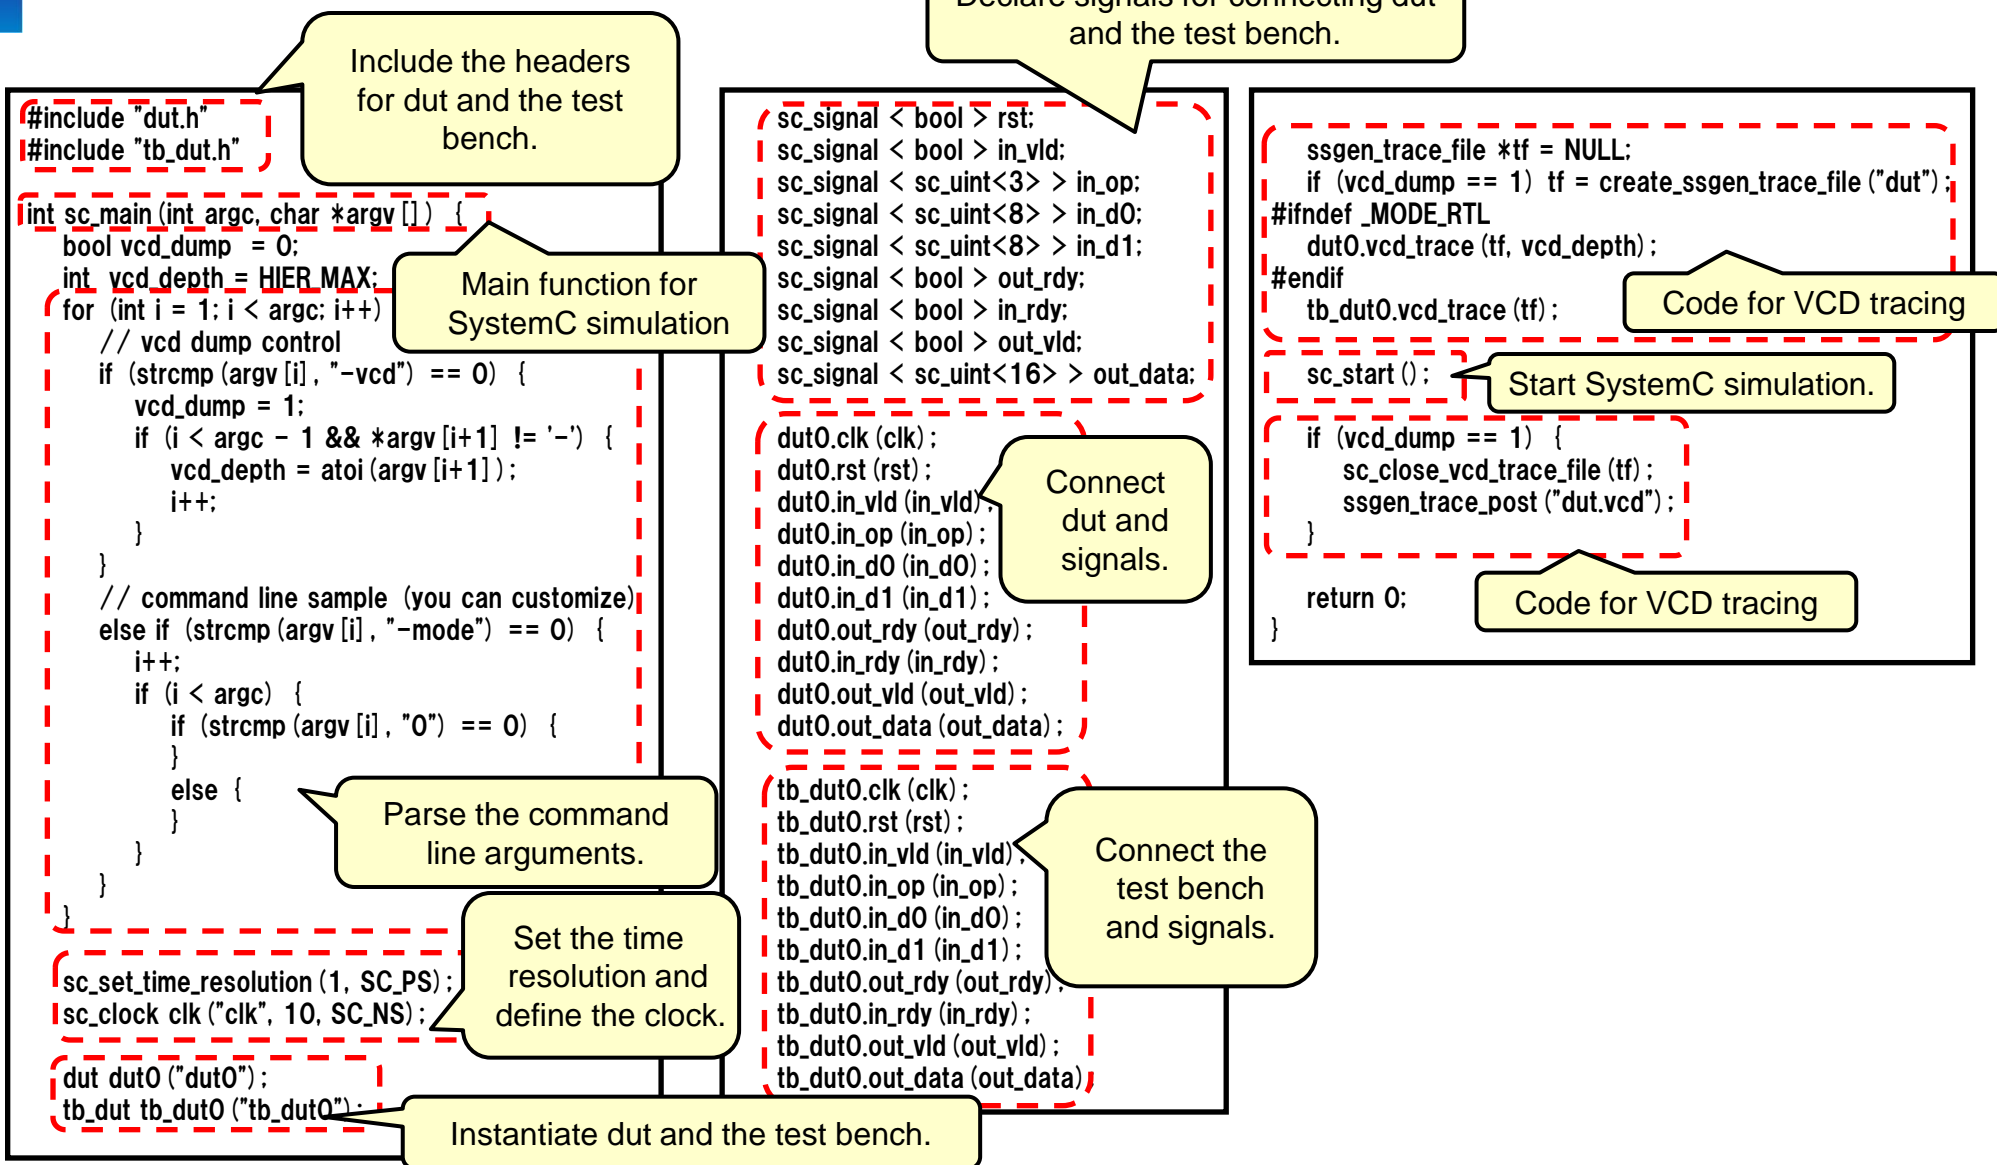 #include "dut.h"
#include "tb_dut.h"
int sc_main(int argc, char *argv[]) {
bool vcd_dump = 0;
int vcd_depth = HIER_MAX;
for (int i = 1; i < argc; i++)
// vcd dump control
if (strcmp(argv[i], "-vcd") == 0) {
vcd_dump = 1;
if (i < argc - 1 && *argv[i+1] != '-') {
vcd_depth = atoi(argv[i+1]);
i++;
}
}
// command line sample (you can customize)
else if (strcmp(argv[i], "-mode") == 0) {
i++;
if (i < argc) {
if (strcmp(argv[i], "0") == 0) {
}
else {
}
}
}
}
sc_set_time_resolution(1, SC_PS);
sc_clock clk("clk", 10, SC_NS);
dut dut0("dut0");
tb_dut tb_dut0("tb_dut0");
Include the headers
for dut and the test
bench.
Main function for
SystemC simulation
Parse the command
line arguments.
Set the time
resolution and
define the clock.
Instantiate dut and the test bench.
Declare signals for connecting dut
and the test bench.
sc_signal < bool > rst;
sc_signal < bool > in_vld;
sc_signal < sc_uint<3> > in_op;
sc_signal < sc_uint<8> > in_d0;
sc_signal < sc_uint<8> > in_d1;
sc_signal < bool > out_rdy;
sc_signal < bool > in_rdy;
sc_signal < bool > out_vld;
sc_signal < sc_uint<16> > out_data;
dut0.clk(clk);
dut0.rst(rst);
dut0.in_vld(in_vld);
dut0.in_op(in_op);
dut0.in_d0(in_d0);
dut0.in_d1(in_d1);
dut0.out_rdy(out_rdy);
dut0.in_rdy(in_rdy);
dut0.out_vld(out_vld);
dut0.out_data(out_data);
Connect
dut and
signals.
tb_dut0.clk(clk);
tb_dut0.rst(rst);
tb_dut0.in_vld(in_vld);
tb_dut0.in_op(in_op);
tb_dut0.in_d0(in_d0);
tb_dut0.in_d1(in_d1);
tb_dut0.out_rdy(out_rdy);
tb_dut0.in_rdy(in_rdy);
tb_dut0.out_vld(out_vld);
tb_dut0.out_data(out_data)
Connect the
test bench
and signals.
ssgen_trace_file *tf = NULL;
if (vcd_dump == 1) tf = create_ssgen_trace_file("dut");
#ifndef _MODE_RTL
dut0.vcd_trace(tf, vcd_depth);
#endif
tb_dut0.vcd_trace(tf);
Code for VCD tracing
sc_start();
Start SystemC simulation.
if (vcd_dump == 1) {
sc_close_vcd_trace_file(tf);
ssgen_trace_post("dut.vcd");
}
Code for VCD tracing
return 0;
}